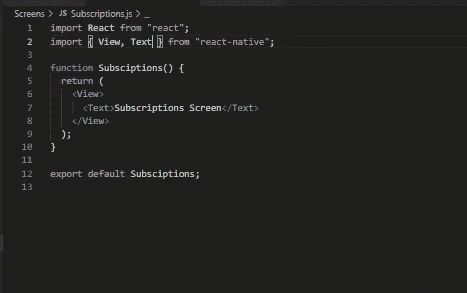 Screens > JS Subscriptions.js > ...
1 import React from "react";
2 import { View, Text } from "react-native";
3
4 function Subsciptions() {
5 return (
6 <View>
7 <Text>Subscriptions Screen</Text>
8 </View>
9 );
10 }
11
12 export default Subsciptions;
13